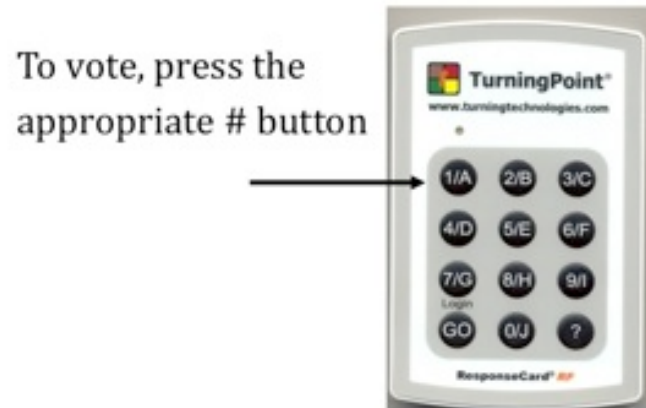 To vote, press the
appropriate # button
TurningPoint®
www.turningtechnologies.com
1/A 2/B 3/C
4/D 5/E 6/F
7/G 8/H 9/I
Login
GO 0/J ?
ResponseCard® RF